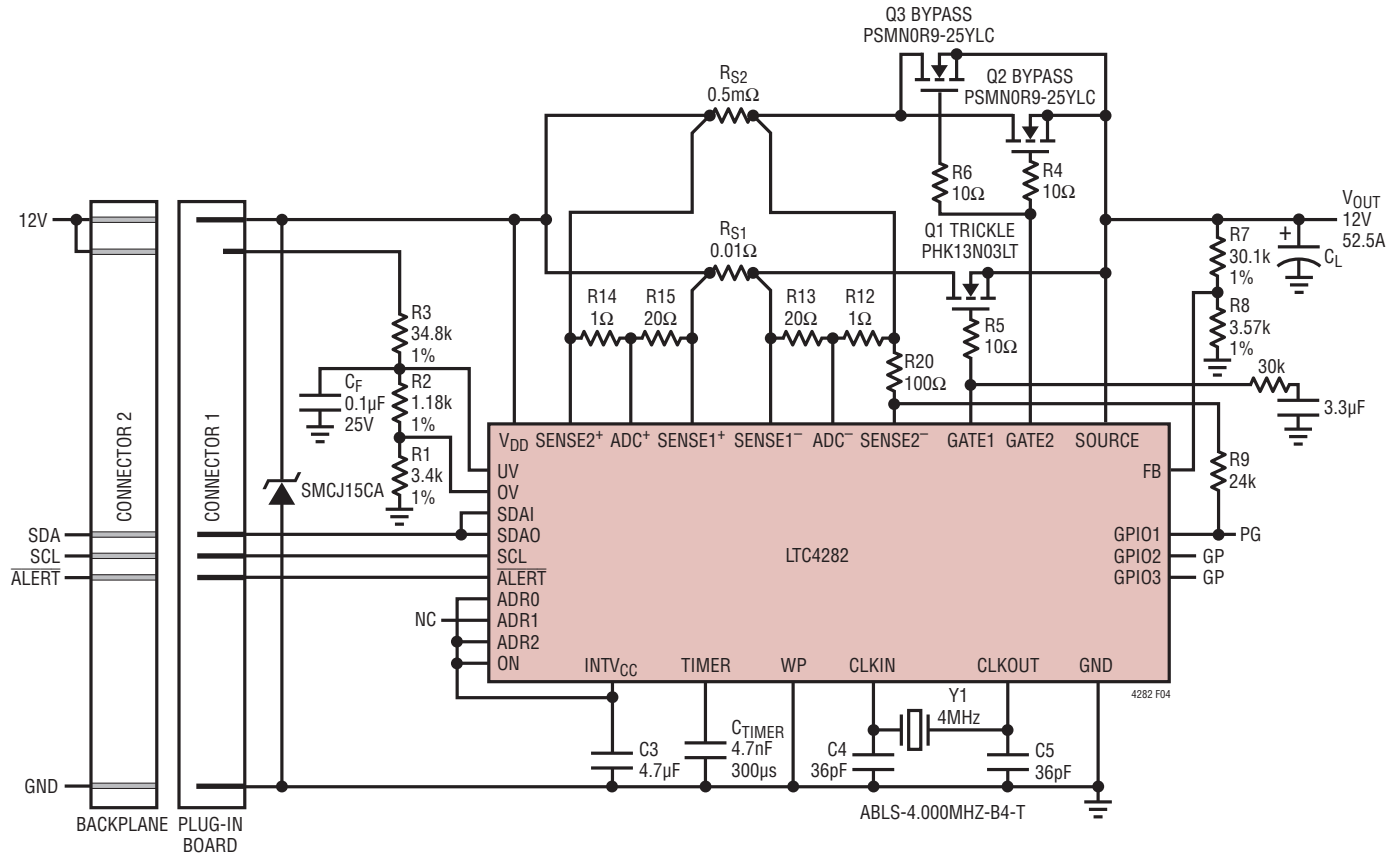 Q3 BYPASS
PSMN0R9-25YLC
Q2 BYPASS
PSMN0R9-25YLC
RS2
0.5mΩ
R6
10Ω
R4
10Ω
12V
VOUT
12V
52.5A
Q1 TRICKLE
PHK13N03LT
RS1
0.01Ω
R7
30.1k
1%
+
CL
R14
1Ω
R15
20Ω
R13
20Ω
R12
1Ω
R3
34.8k
1%
R5
10Ω
R8
3.57k
1%
R20
100Ω
30k
3.3µF
CF
0.1µF
25V
R2
1.18k
1%
R1
3.4k
1%
CONNECTOR 2
CONNECTOR 1
SMCJ15CA
VDD SENSE2+ ADC+ SENSE1+ SENSE1− ADC− SENSE2− GATE1 GATE2 SOURCE
UV
OV
SDAI
SDAO
SCL
ALERT
ADR0
ADR1
ADR2
ON
FB
R9
24k
GPIO1
PG
GPIO2
GP
GPIO3
GP
LTC4282
SDA
SCL
ALERT
NC
INTVCC TIMER WP CLKIN CLKOUT GND
4282 F04
Y1
4MHz
C3
4.7µF
CTIMER
4.7nF
300µs
C4
36pF
C5
36pF
GND
ABLS-4.000MHZ-B4-T
BACKPLANE
PLUG-IN
BOARD